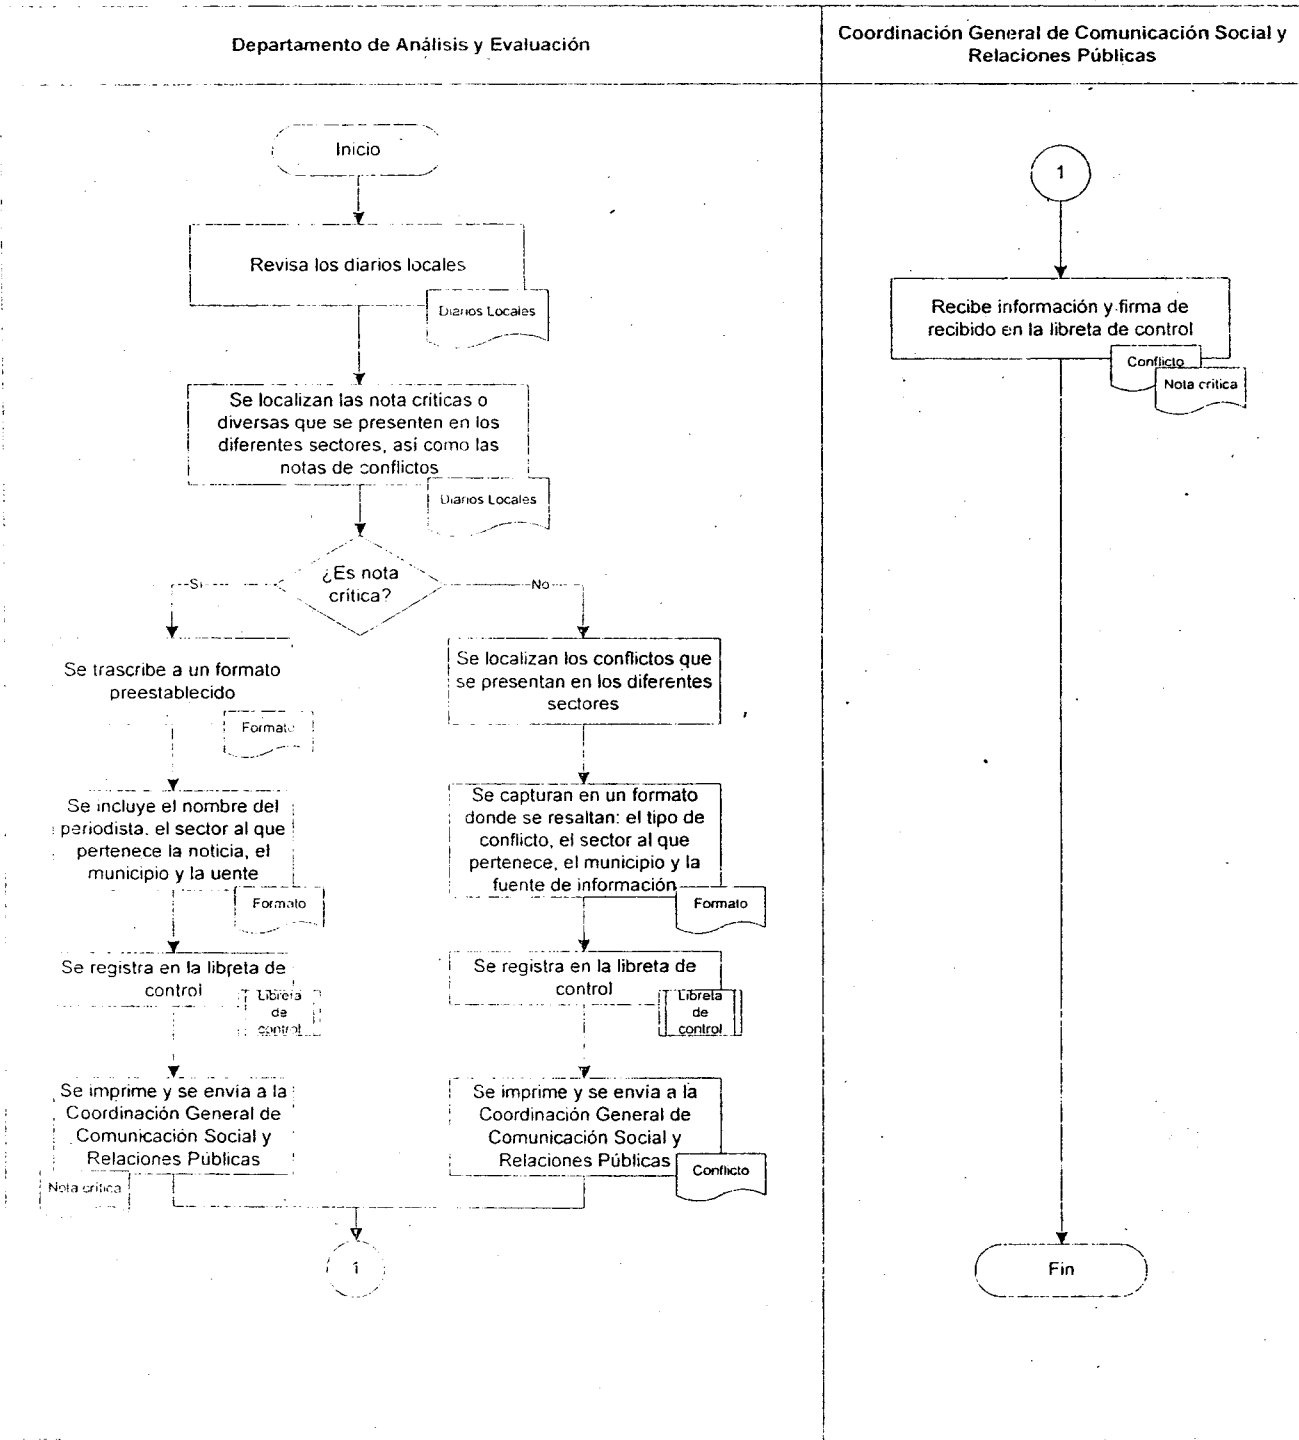 Departamento de Análisis y Evaluación
Coordinación General de Comunicación Social y
Relaciones Públicas
Inicio
Revisa los diarios locales
Diarios Locales
Se localizan las nota criticas o
diversas que se presenten en los
diferentes sectores, asi como las
notas de conflictos
Diarios Locales
¿Es nota
crítica?
Si
No
Se trascribe a un formato
preestablecido
Formato
Se incluye el nombre del
periodista. el sector al que
pertenece la noticia, el
municipio y la uente
Formato
Se registra en la libreta de
control
Libreta
de
control
Se imprime y se envia a la
Coordinación General de
Comunicación Social y
Relaciones Públicas
Nota critica
Se localizan los conflictos que
se presentan en los diferentes
sectores
Se capturan en un formato
donde se resaltan: el tipo de
conflicto, el sector al que
pertenece, el municipio y la
fuente de información
Formato
Se registra en la libreta de
control
Libreta
de
control
Se imprime y se envia a la
Coordinación General de
Comunicación Social y
Relaciones Públicas
Conflicto
1
1
Recibe información y firma de
recibido en la libreta de control
Conflicto
Nota critica
Fin